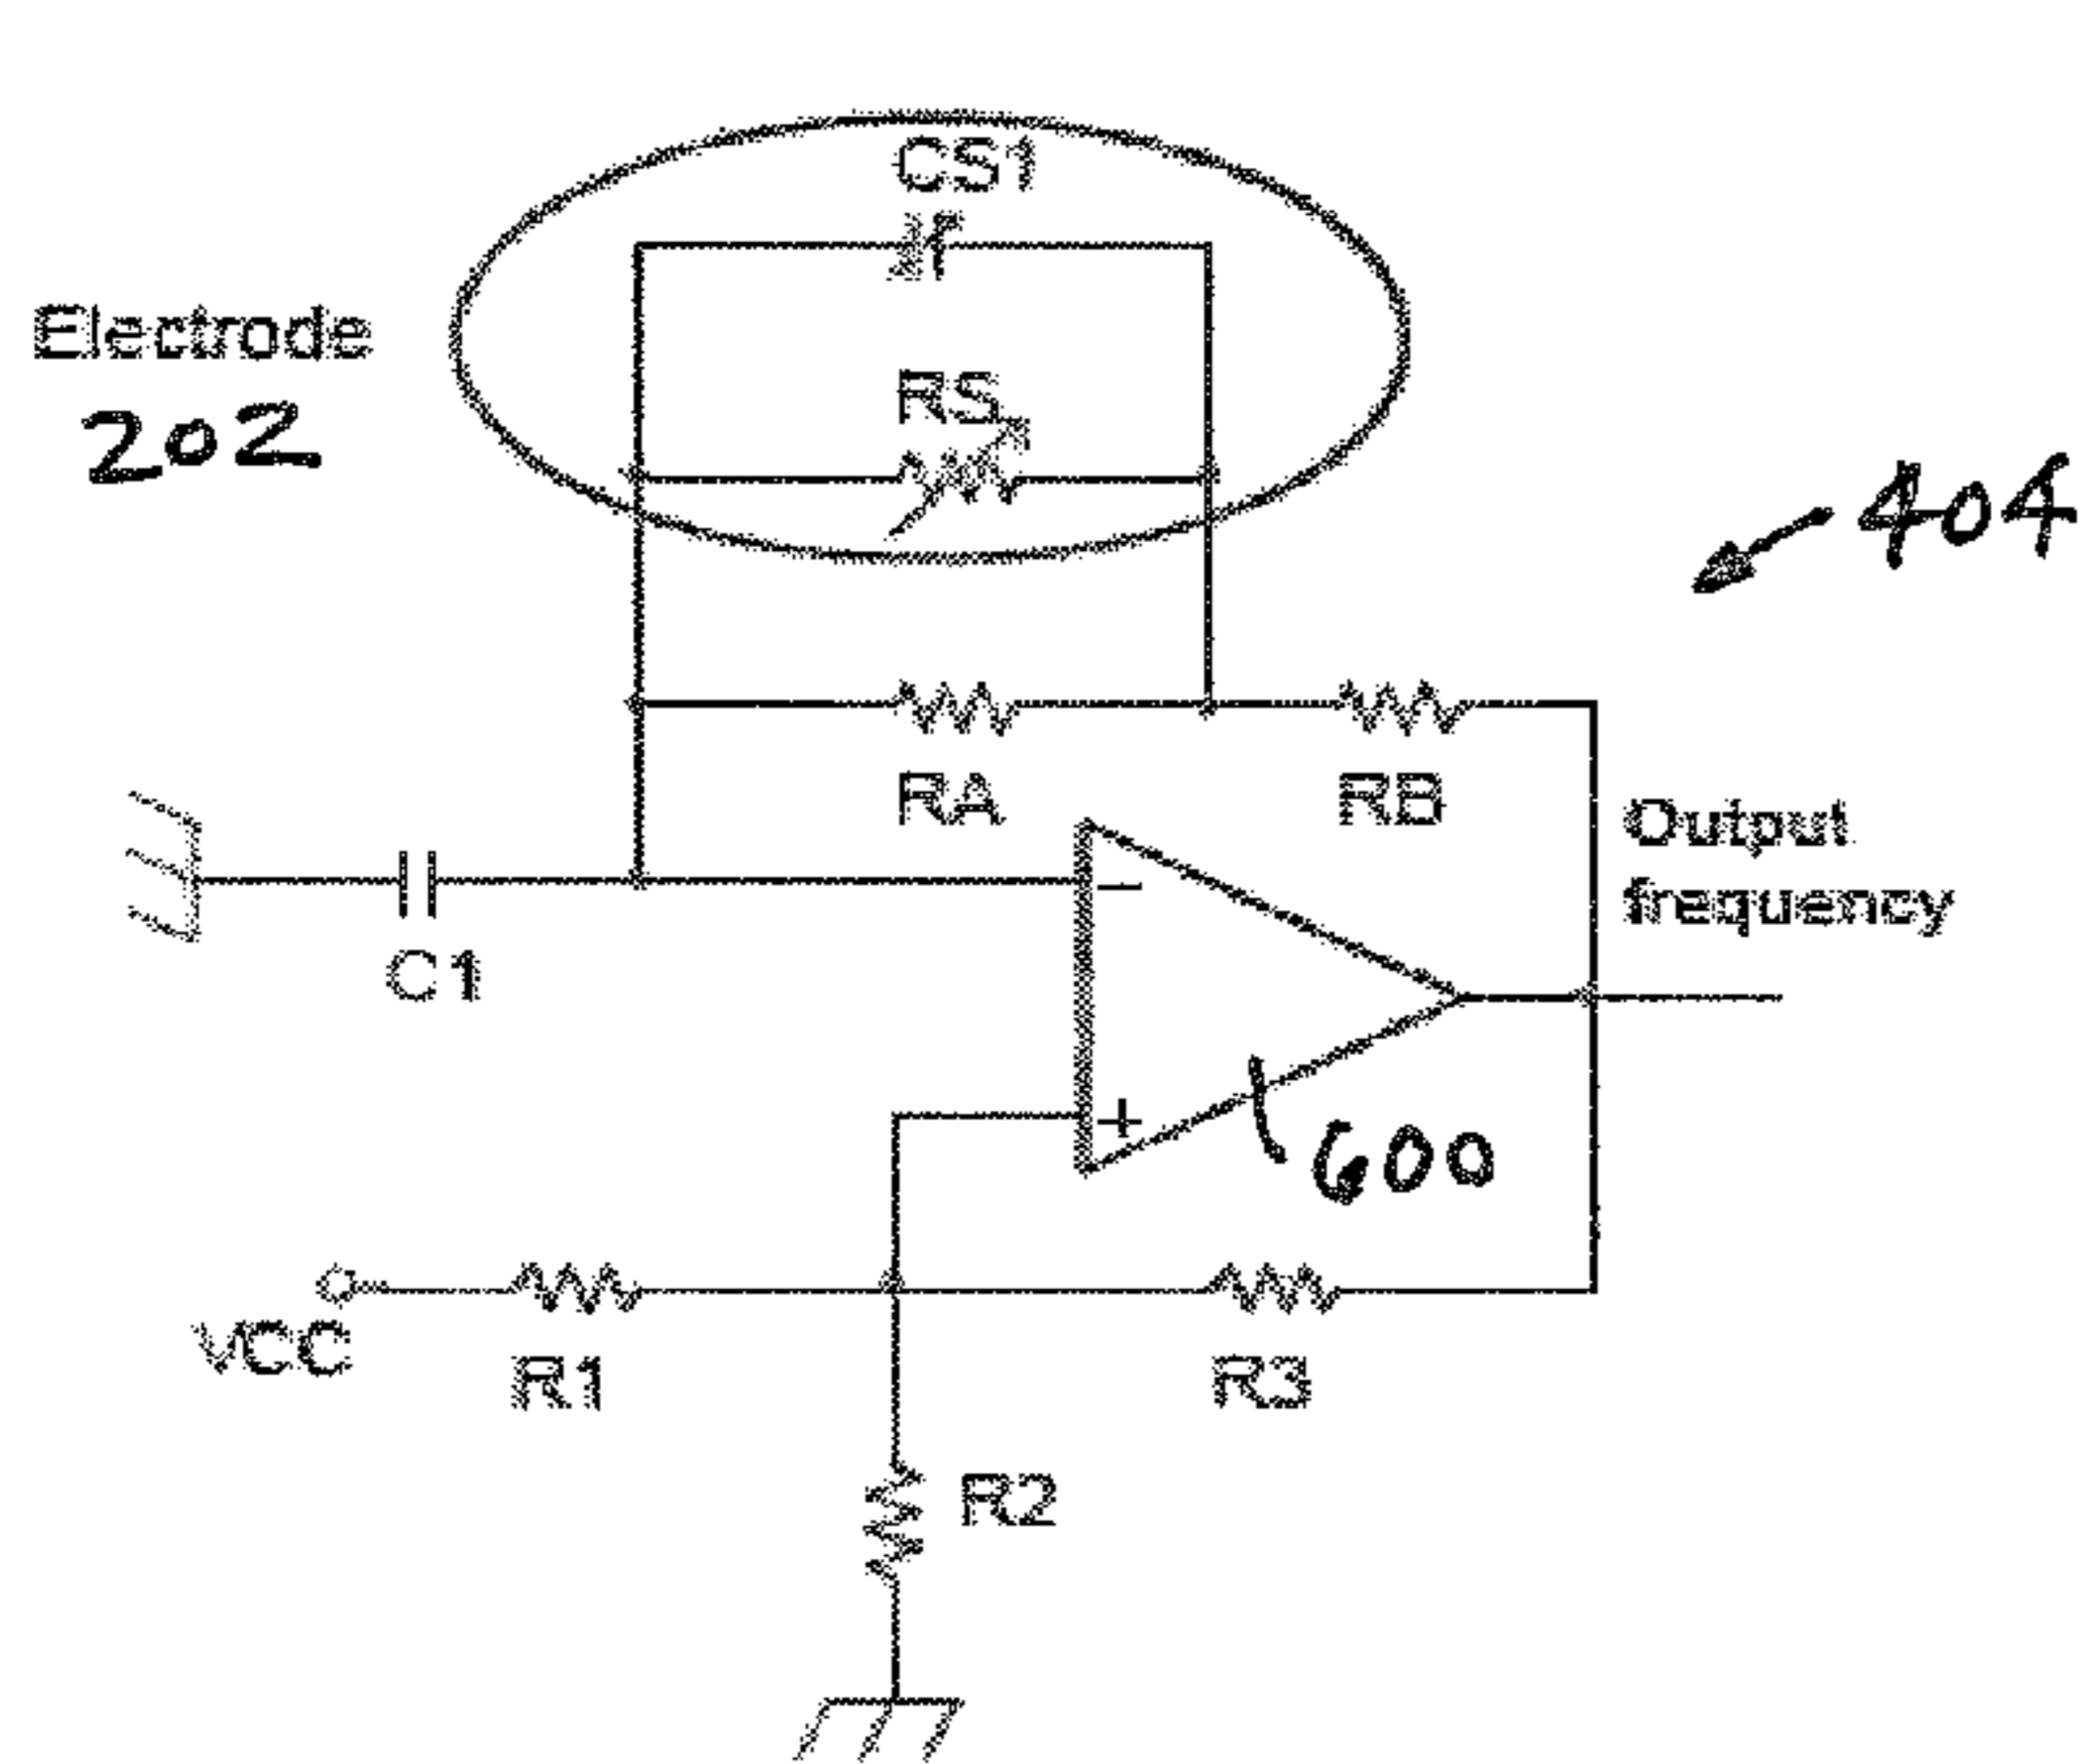 CS1
Electrode
202
RS
404
RA
RB
Output
frequency
C1
−
+
600
VCC
R1
R3
R2